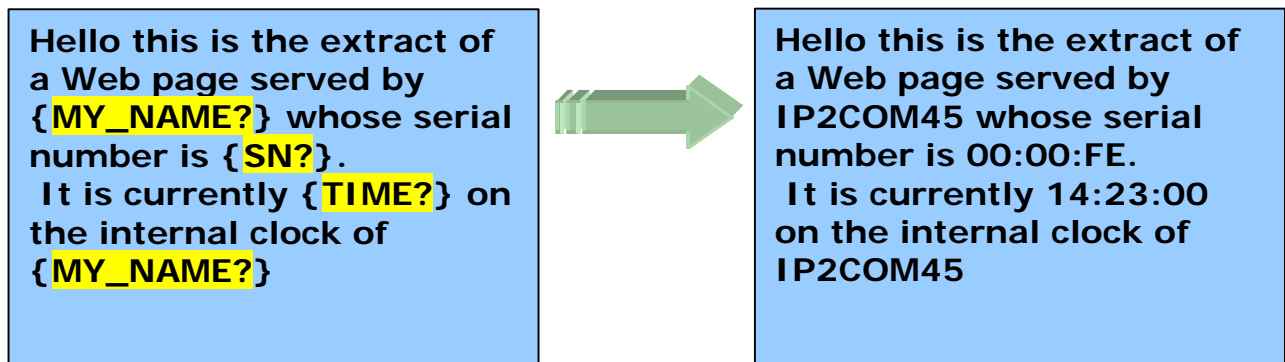 Hello this is the extract of
a Web page served by
{MY_NAME?} whose serial
number is {SN?}.
It is currently {TIME?} on
the internal clock of
{MY_NAME?}
Hello this is the extract of
a Web page served by
IP2COM45 whose serial
number is 00:00:FE.
It is currently 14:23:00
on the internal clock of
IP2COM45